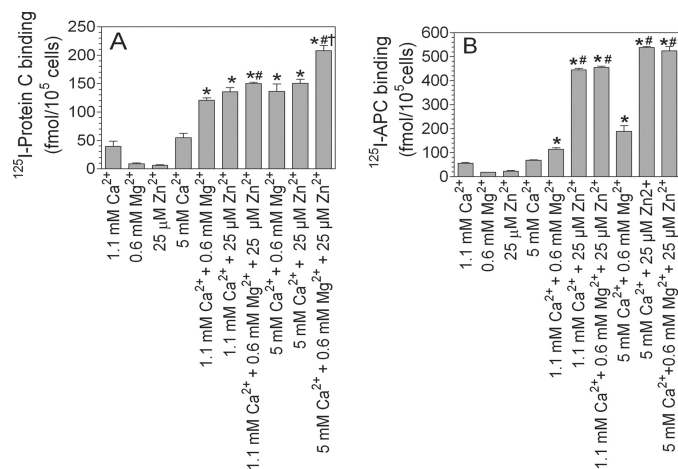 A
¹²⁵I-Protein C binding
(fmol/10⁵cells)
250
200
150
100
50
0
*
*
*#
*
*
*#†
1.1 mM Ca²⁺
0.6 mM Mg²⁺
25 µM Zn²⁺
5 mM Ca²⁺
1.1 mM Ca²⁺ + 0.6 mM Mg²⁺
1.1 mM Ca²⁺ + 25 µM Zn²⁺
1.1 mM Ca²⁺ + 0.6 mM Mg²⁺ + 25 µM Zn²⁺
5 mM Ca²⁺ + 0.6 mM Mg²⁺
5 mM Ca²⁺ + 25 µM Zn²⁺
5 mM Ca²⁺ + 0.6 mM Mg²⁺ + 25 µM Zn²⁺
B
¹²⁵I-APC binding
(fmol/10⁵cells)
600
500
400
300
200
100
0
*
*#
*#
*
*#
*#
1.1 mM Ca²⁺
0.6 mM Mg²⁺
25 µM Zn²⁺
5 mM Ca²⁺
1.1 mM Ca²⁺ + 0.6 mM Mg²⁺
1.1 mM Ca²⁺ + 25 µM Zn²⁺
1.1 mM Ca²⁺ + 0.6 mM Mg²⁺ + 25 µM Zn²⁺
5 mM Ca²⁺ + 0.6 mM Mg²⁺
5 mM Ca²⁺ + 25 µM Zn2+
5 mM Ca²⁺+0.6 mM Mg²⁺ + 25 µM Zn²⁺